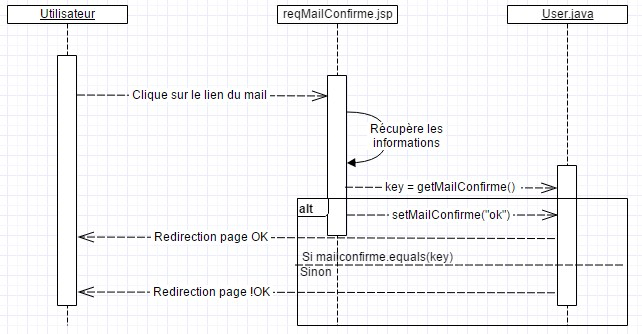 Utilisateur
reqMailConfirme.jsp
User.java
Clique sur le lien du mail
Récupère les
informations
key = getMailConfirme()
alt
setMailConfirme("ok")
Redirection page OK
Si mailconfirme.equals(key)
Sinon
Redirection page !OK